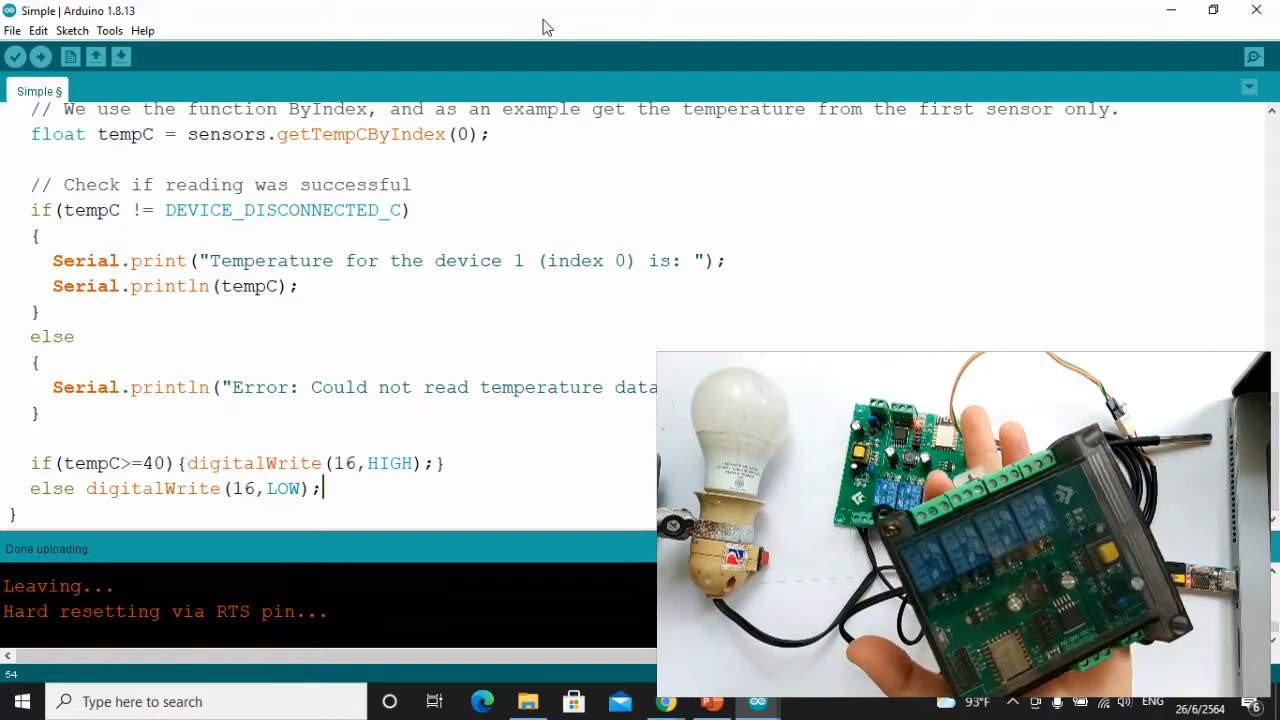 Simple | Arduino 1.8.13
File Edit Sketch Tools Help
Simple §
// We use the function ByIndex, and as an example get the temperature from the first sensor only.
float tempC = sensors.getTempCByIndex(0);
// Check if reading was successful
if(tempC != DEVICE_DISCONNECTED_C)
{
Serial.print("Temperature for the device 1 (index 0) is: ");
Serial.println(tempC);
}
else
{
Serial.println("Error: Could not read temperature data
}
if(tempC>=40){digitalWrite(16,HIGH);}
else digitalWrite(16,LOW);
}
Done uploading.
Leaving...
Hard resetting via RTS pin...
54
Type here to search
93°F
ENG
26/6/2564
6